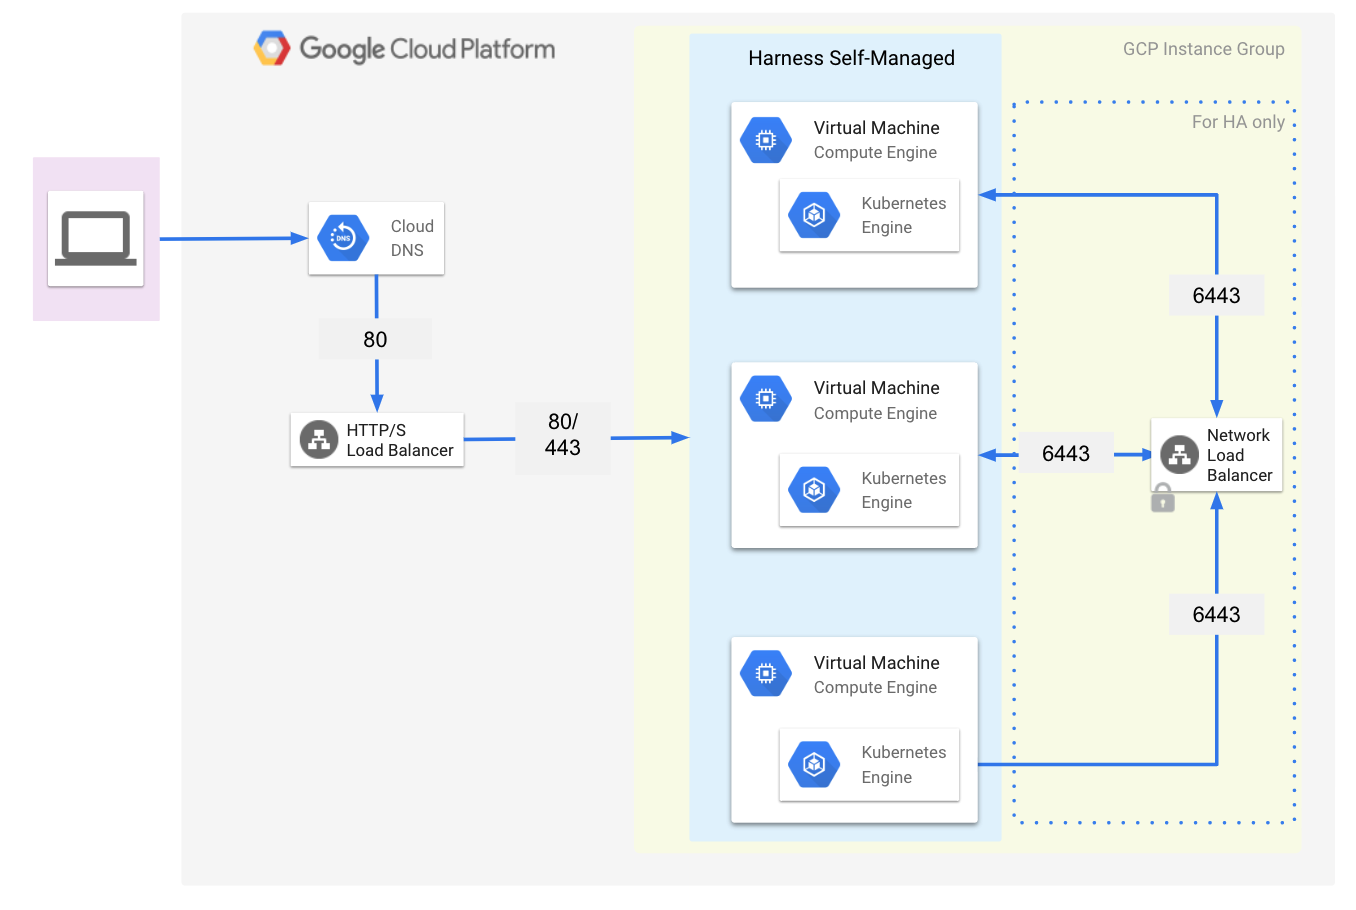 Google Cloud Platform
GCP Instance Group
Harness Self-Managed
For HA only
Virtual Machine
Compute Engine
Kubernetes
Engine
Cloud
DNS
DNS
80
HTTP/S
Load Balancer
80/
443
6443
Virtual Machine
Compute Engine
Kubernetes
Engine
6443
Network
Load
Balancer
6443
Virtual Machine
Compute Engine
Kubernetes
Engine